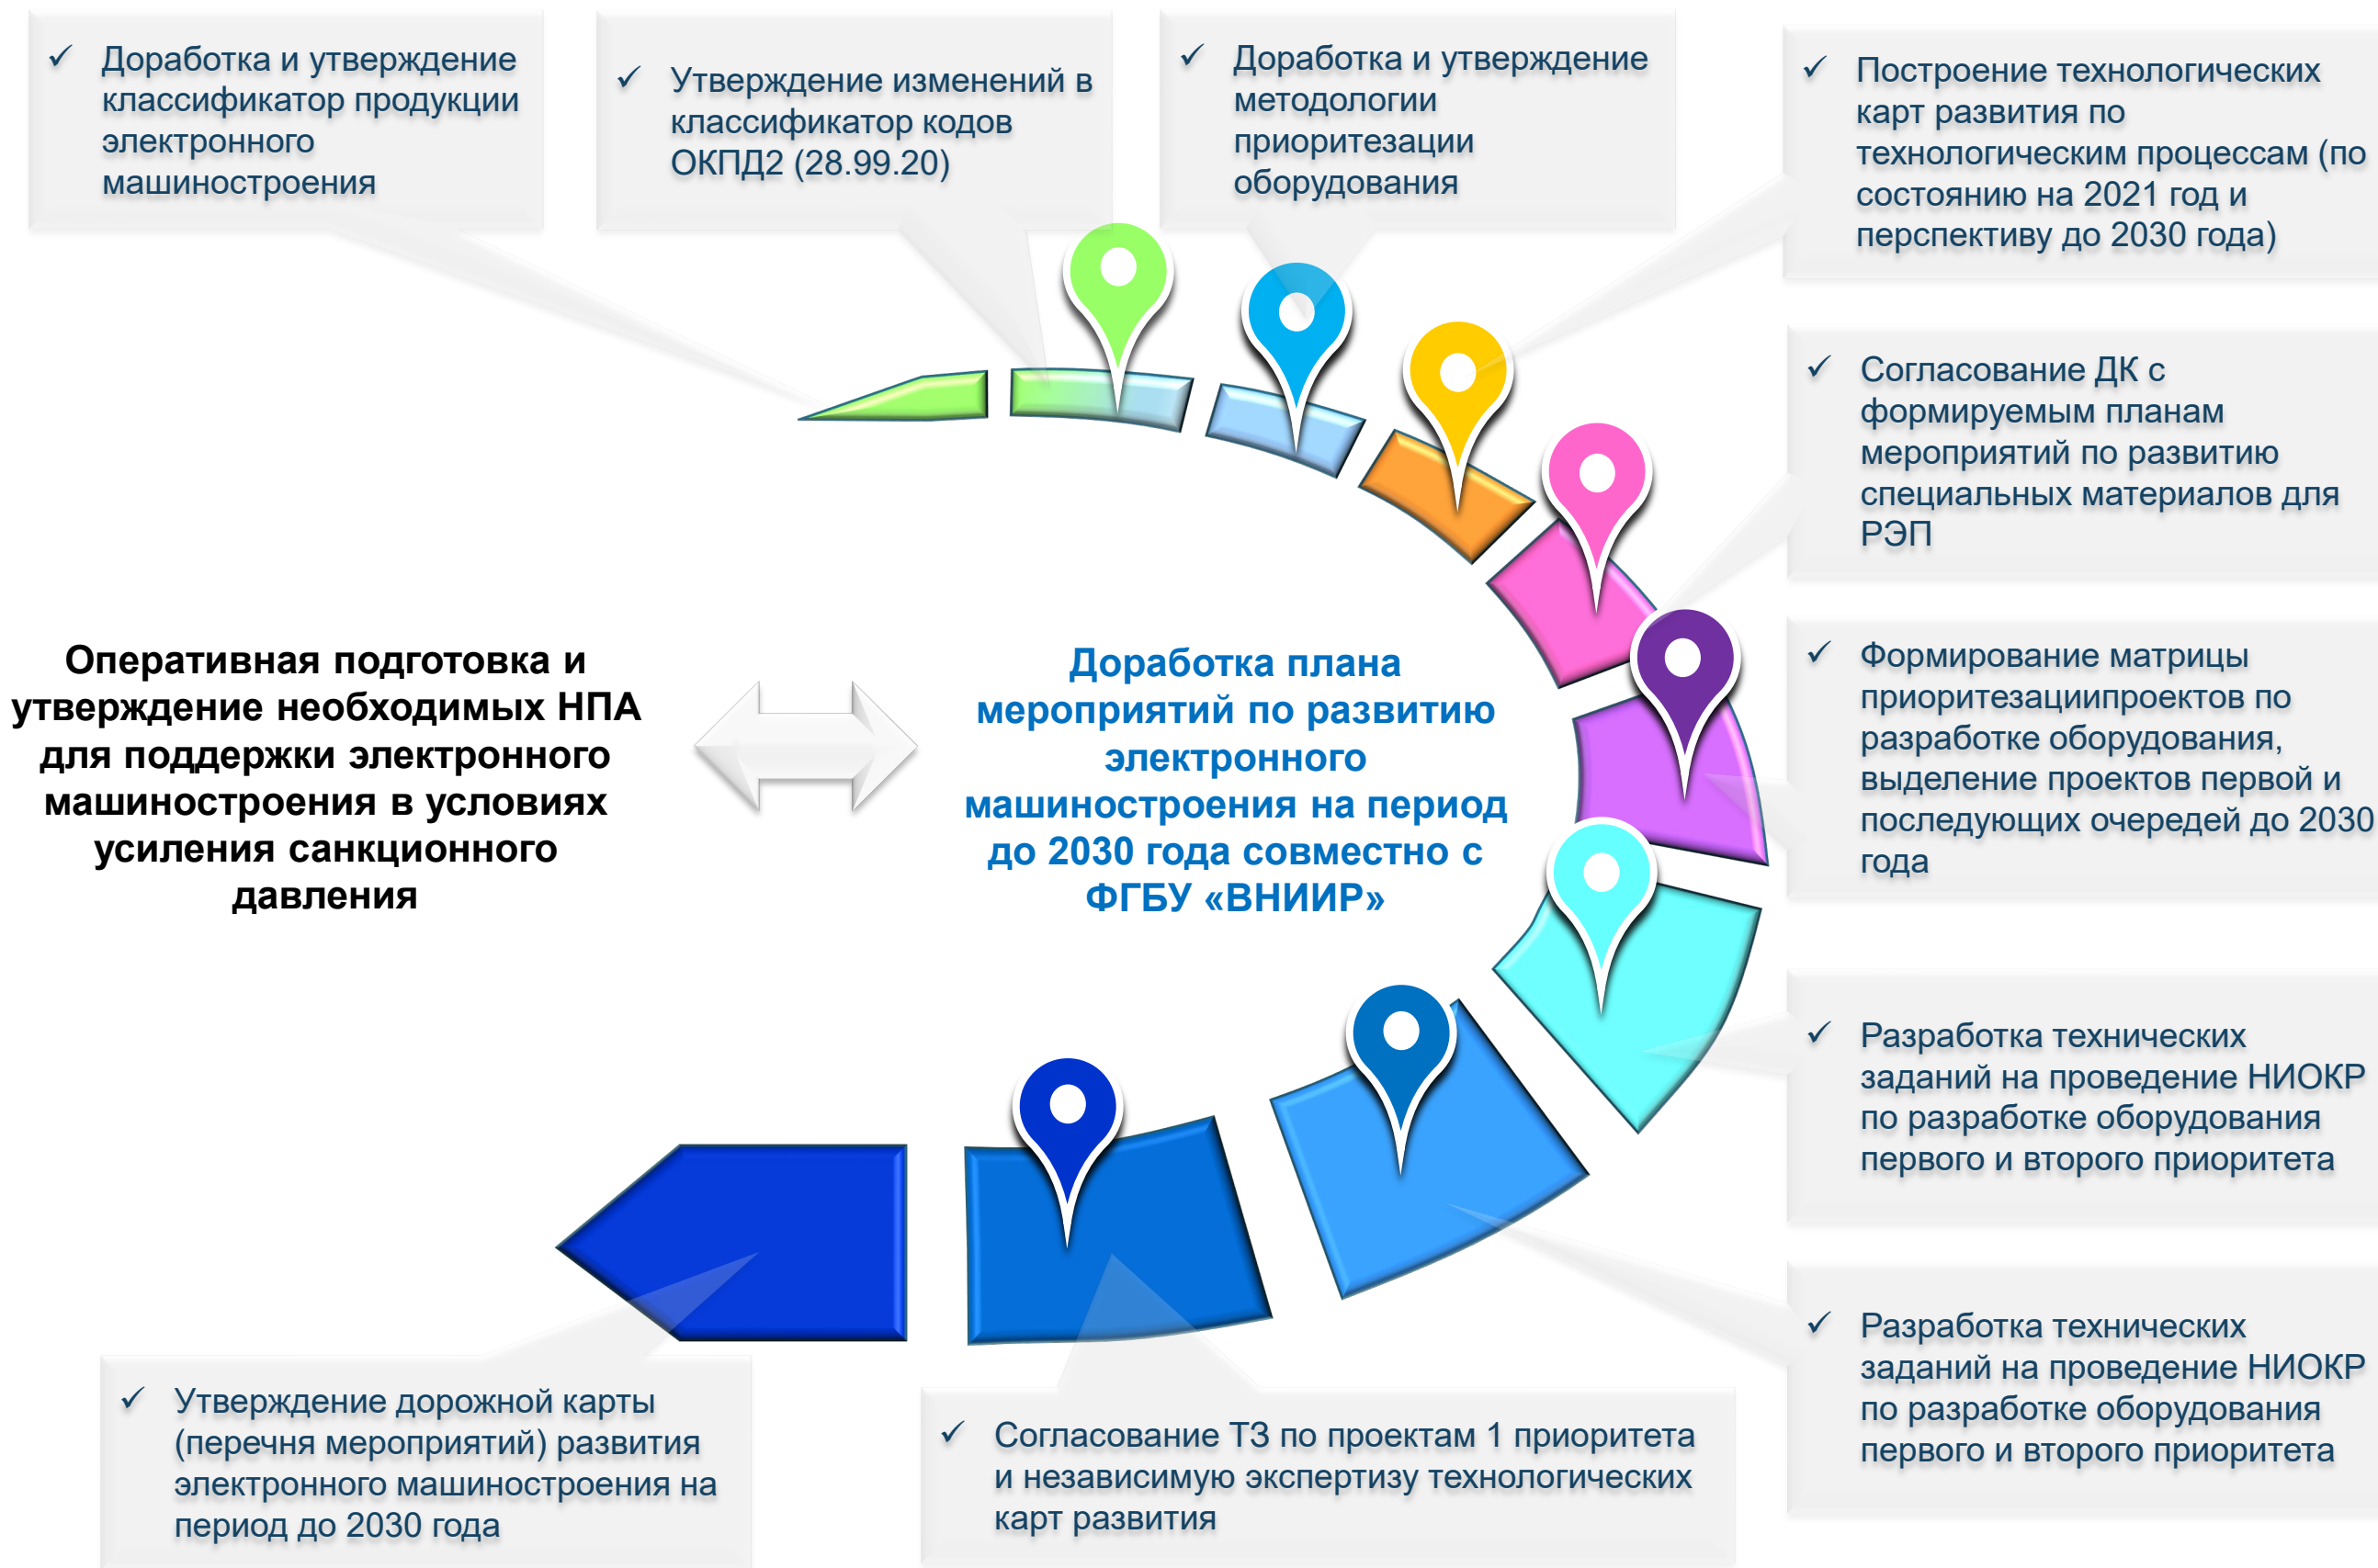 ✓ Доработка и утверждение
классификатор продукции
электронного
машиностроения
✓ Утверждение изменений в
классификатор кодов
ОКПД2 (28.99.20)
✓ Доработка и утверждение
методологии
приоритезации
оборудования
✓ Построение технологических
карт развития по
технологическим процессам (по
состоянию на 2021 год и
перспективу до 2030 года)
✓ Согласование ДК с
формируемым планам
мероприятий по развитию
специальных материалов для
РЭП
✓ Формирование матрицы
приоритезациипроектов по
разработке оборудования,
выделение проектов первой и
последующих очередей до 2030
года
✓ Разработка технических
заданий на проведение НИОКР
по разработке оборудования
первого и второго приоритета
✓ Разработка технических
заданий на проведение НИОКР
по разработке оборудования
первого и второго приоритета
Оперативная подготовка и
утверждение необходимых НПА
для поддержки электронного
машиностроения в условиях
усиления санкционного
давления
Доработка плана
мероприятий по развитию
электронного
машиностроения на период
до 2030 года совместно с
ФГБУ «ВНИИР»
✓ Утверждение дорожной карты
(перечня мероприятий) развития
электронного машиностроения на
период до 2030 года
✓ Согласование ТЗ по проектам 1 приоритета
и независимую экспертизу технологических
карт развития